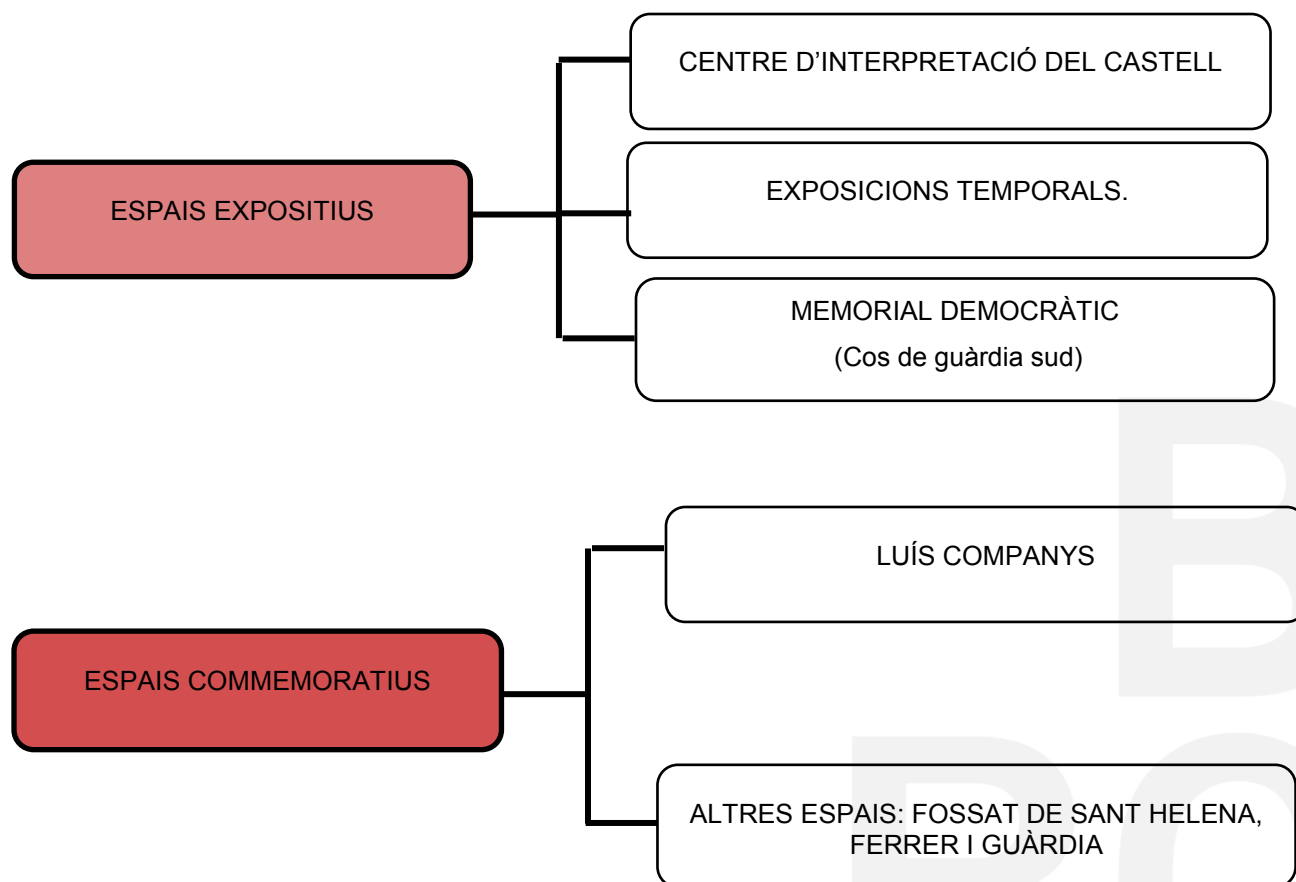 CENTRE D'INTERPRETACIÓ DEL CASTELL
ESPAIS EXPOSITIUS
EXPOSICIONS TEMPORALS.
MEMORIAL DEMOCRÀTIC
(Cos de guàrdia sud)
LUÍS COMPANYS
ESPAIS COMMEMORATIUS
ALTRES ESPAIS: FOSSAT DE SANT HELENA,
FERRER I GUÀRDIA